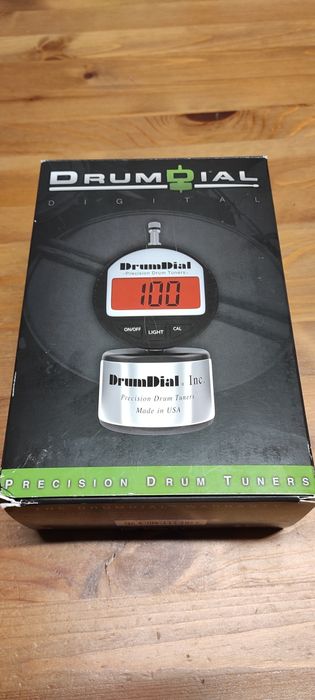 DRUMDIAL
DIGITAL
DrumDial
-Precision Drum Tuners-
100
ON/OFF LIGHT CAL
DrumDial, Inc.
Precision Drum Tuners
Made in USA
PRECISION DRUM TUNERS